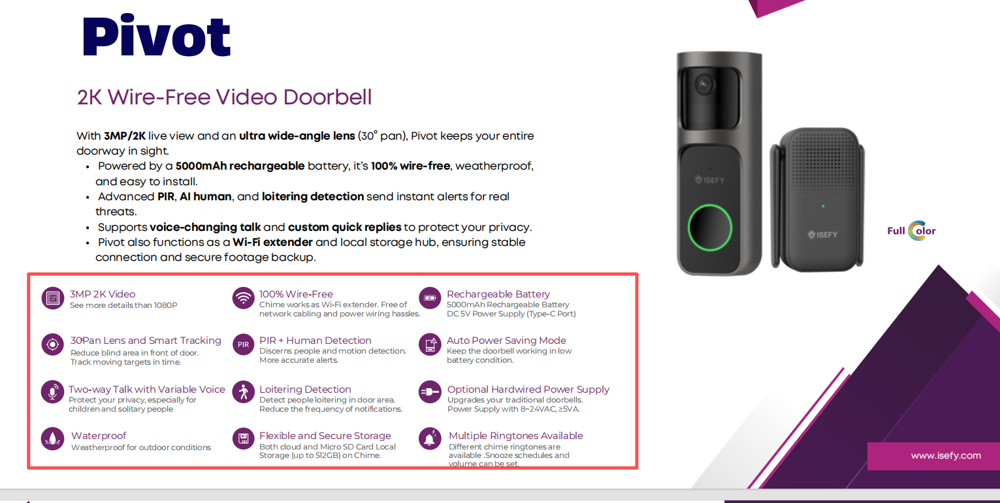 Pivot
2K Wire-Free Video Doorbell
With 3MP/2K live view and an ultra wide-angle lens (30° pan), Pivot keeps your entire
doorway in sight.
• Powered by a 5000mAh rechargeable battery, it's 100% wire-free, weatherproof,
and easy to install.
• Advanced PIR, AI human, and loitering detection send instant alerts for real
threats.
• Supports voice-changing talk and custom quick replies to protect your privacy.
• Pivot also functions as a Wi-Fi extender and local storage hub, ensuring stable
connection and secure footage backup.
3MP 2K Video
See more details than 1080P
100% Wire-Free
Chime works as Wi-Fi extender. Free of
network cabling and power wiring hassles.
Rechargeable Battery
5000mAh Rechargeable Battery
DC 5V Power Supply (Type-C Port)
30°Pan Lens and Smart Tracking
Reduce blind area in front of door.
Track moving targets in time.
PIR
PIR + Human Detection
Discerns people and motion detection.
More accurate alerts.
Auto Power Saving Mode
Keep the doorbell working in low
battery condition.
Two-way Talk with Variable Voice
Protect your privacy, especially for
children and solitary people
Loitering Detection
Detect people loitering in door area.
Reduce the frequency of notifications.
Optional Hardwired Power Supply
Upgrades your traditional doorbells.
Power Supply with 8~24VAC, ≥5VA.
Waterproof
Weatherproof for outdoor conditions
Flexible and Secure Storage
Both cloud and Micro SD Card Local
Storage (up to 512GB) on Chime.
Multiple Ringtones Available
Different chime ringtones are
available .Snooze schedules and
volume can be set.
ISEFY
ISEFY
Full Color
www.isefy.com